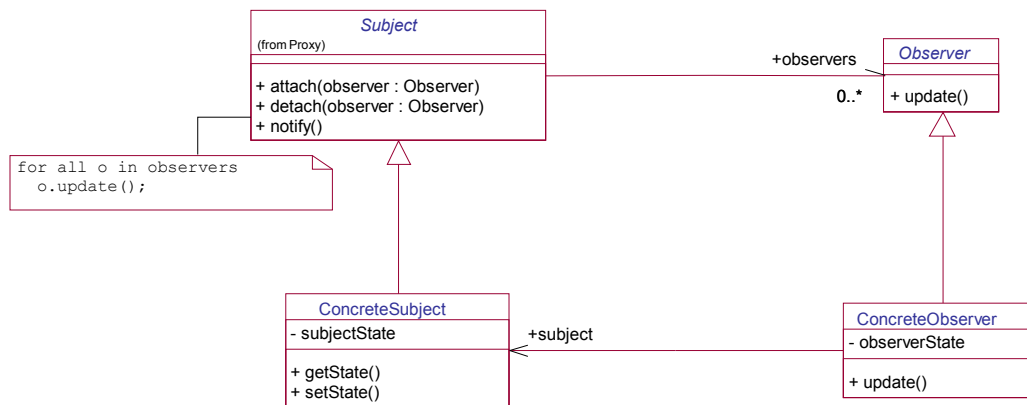 Subject
(from Proxy)
+ attach(observer : Observer)
+ detach(observer : Observer)
+ notify()
+observers
0..*
Observer
+ update()
for all o in observers
o.update();
ConcreteSubject
- subjectState
+ getState()
+ setState()
+subject
ConcreteObserver
- observerState
+ update()